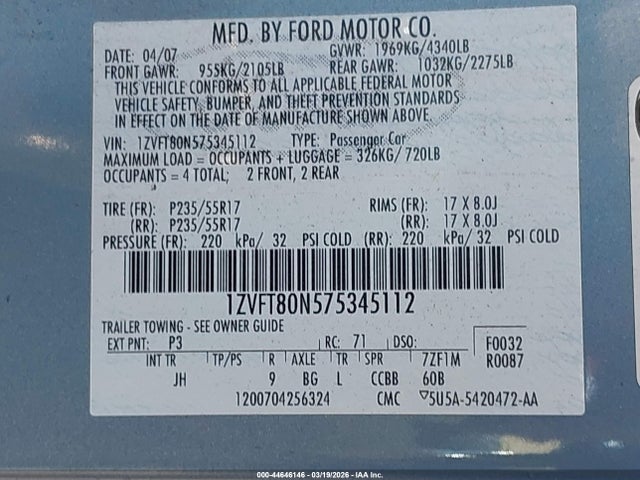 MFD. BY FORD MOTOR CO.
DATE: 04/07 GVWR: 1969KG/4340LB
FRONT GAWR: 955KG/2105LB REAR GAWR: 1032KG/2275LB
THIS VEHICLE CONFORMS TO ALL APPLICABLE FEDERAL MOTOR
VEHICLE SAFETY, BUMPER, AND THEFT PREVENTION STANDARDS
IN EFFECT ON THE DATE OF MANUFACTURE SHOWN ABOVE.
VIN: 1ZVFT80N575345112 TYPE: Passenger Car
MAXIMUM LOAD = OCCUPANTS + LUGGAGE = 326KG/720LB
OCCUPANTS = 4 TOTAL; 2 FRONT, 2 REAR
TIRE (FR): P235/55R17 RIMS (FR): 17 X 8.0J
(RR): P235/55R17 (RR): 17 X 8.0J
PRESSURE (FR): 220 kPa/ 32 PSI COLD (RR): 220 kPa/ 32 PSI COLD
1ZVFT80N575345112
TRAILER TOWING - SEE OWNER GUIDE
EXT PNT: P3 RC: 71 DSO: F0032
INT TR TP/PS R AXLE TR SPR 7ZF1M R0087
JH 9 BG L CCBB 60B
1200704256324 CMC ▽5U5A-5420472-AA
000-44646146 - 03/19/2026 - IAA Inc.